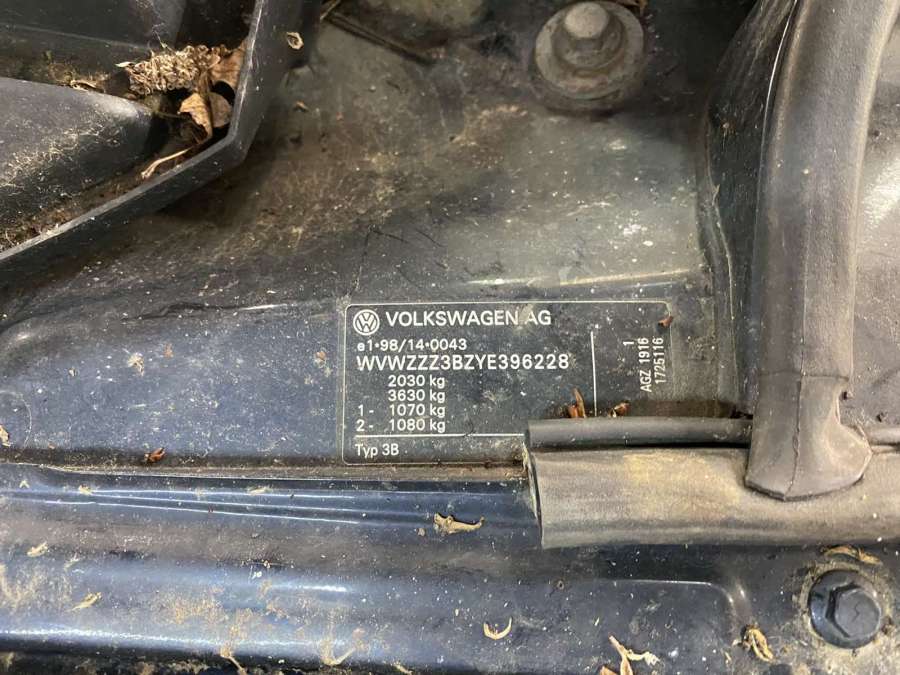 VOLKSWAGEN AG
e1*98/14*0043
WVWZZZ3BZYE396228
2030 kg
3630 kg
1 - 1070 kg
2 - 1080 kg
Typ 3B
1
AGZ 1916
1725116